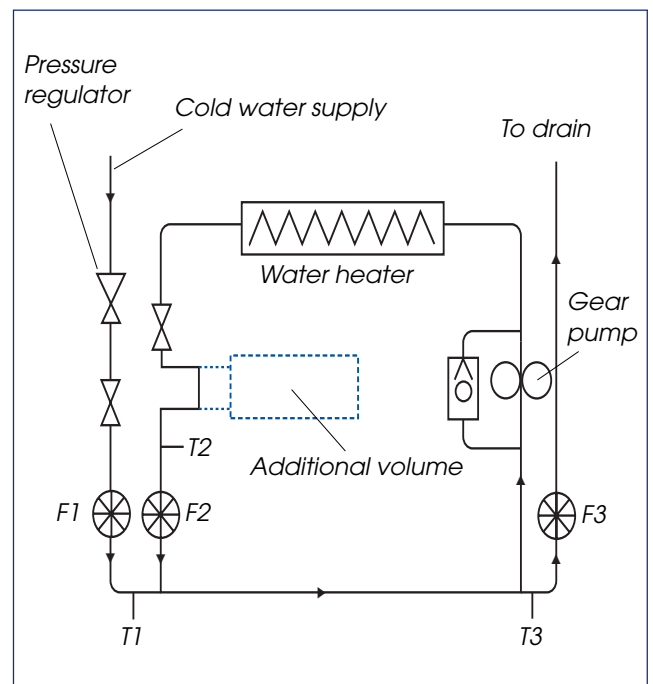 Pressure
regulator
Cold water supply
To drain
Water heater
Gear
pump
T2
Additional volume
F1
F2
F3
T1
T3